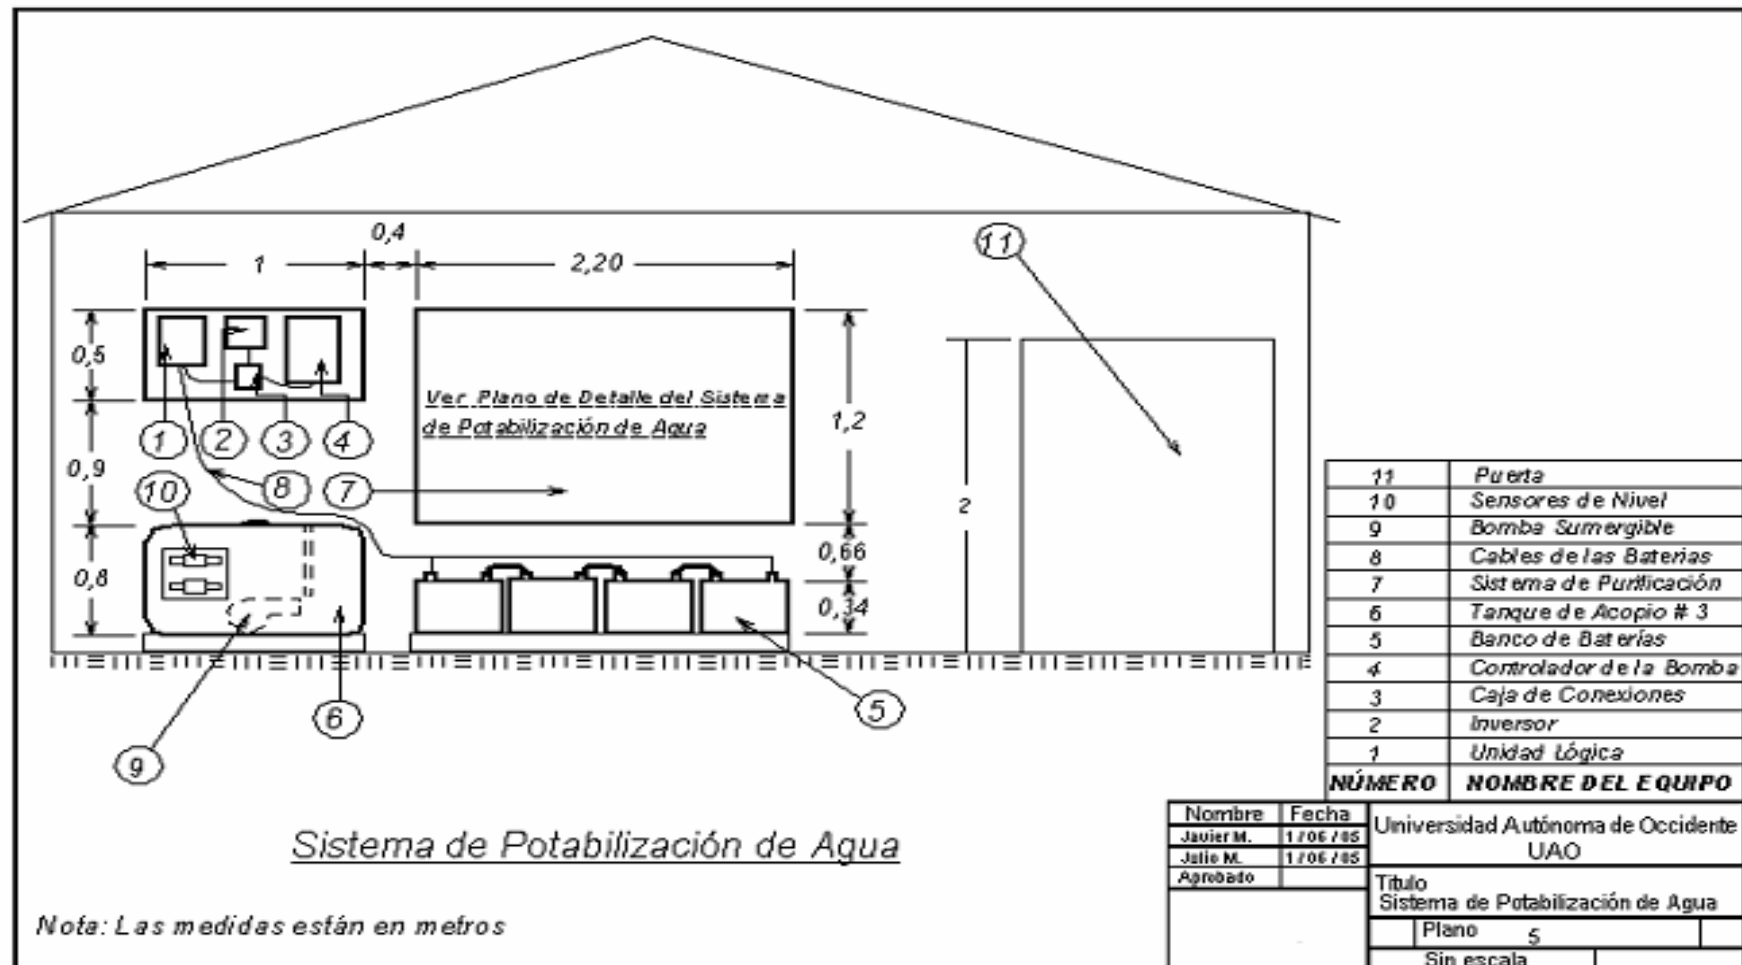 0,4
1
2,20
11
0,5
Ver Plano de Detalle del Sistema
de Potabilización de Agua
1,2
1
2
3
4
0,9
10
8
7
2
0,8
0,66
0,34
6
5
9
11 Puerta
10 Sensores de Nivel
9 Bomba Sumergible
8 Cables de las Baterias
7 Sistema de Purificación
6 Tanque de Acopio # 3
5 Banco de Baterías
4 Controlador de la Bomba
3 Caja de Conexiones
2 Inversor
1 Unidad Lógica
NÚMERO NOMBRE DEL EQUIPO
Sistema de Potabilización de Agua
Nota: Las medidas están en metros
Nombre Fecha
Javier M. 1/06/05
Julio M. 1/06/05
Aprobado
Universidad Autónoma de Occidente
UAO
Titulo
Sistema de Potabilización de Agua
Plano 5
Sin escala